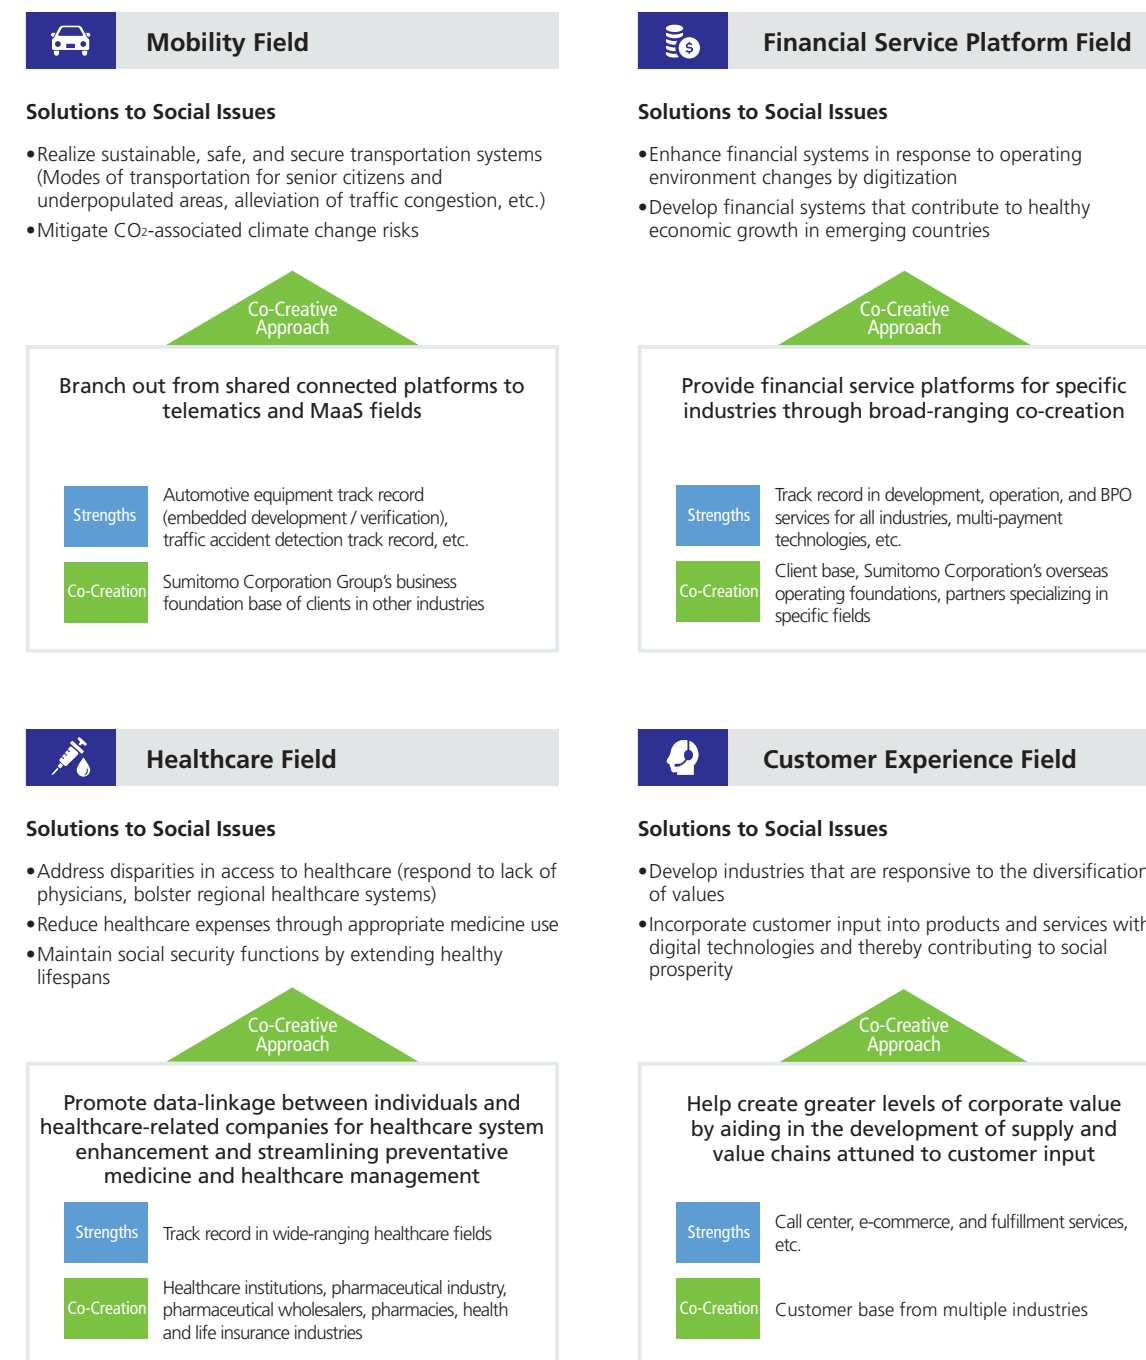 Mobility Field
Solutions to Social Issues
•Realize sustainable, safe, and secure transportation systems
(Modes of transportation for senior citizens and
underpopulated areas, alleviation of traffic congestion, etc.)
•Mitigate CO2-associated climate change risks
Co-Creative
Approach
Branch out from shared connected platforms to
telematics and MaaS fields
Strengths
Automotive equipment track record
(embedded development / verification),
traffic accident detection track record, etc.
Co-Creation
Sumitomo Corporation Group's business
foundation base of clients in other industries
Financial Service Platform Field
Solutions to Social Issues
•Enhance financial systems in response to operating
environment changes by digitization
•Develop financial systems that contribute to healthy
economic growth in emerging countries
Co-Creative
Approach
Provide financial service platforms for specific
industries through broad-ranging co-creation
Strengths
Track record in development, operation, and BPO
services for all industries, multi-payment
technologies, etc.
Co-Creation
Client base, Sumitomo Corporation's overseas
operating foundations, partners specializing in
specific fields
Healthcare Field
Solutions to Social Issues
•Address disparities in access to healthcare (respond to lack of
physicians, bolster regional healthcare systems)
•Reduce healthcare expenses through appropriate medicine use
•Maintain social security functions by extending healthy
lifespans
Co-Creative
Approach
Promote data-linkage between individuals and
healthcare-related companies for healthcare system
enhancement and streamlining preventative
medicine and healthcare management
Strengths
Track record in wide-ranging healthcare fields
Co-Creation
Healthcare institutions, pharmaceutical industry,
pharmaceutical wholesalers, pharmacies, health
and life insurance industries
Customer Experience Field
Solutions to Social Issues
•Develop industries that are responsive to the diversification
of values
•Incorporate customer input into products and services with
digital technologies and thereby contributing to social
prosperity
Co-Creative
Approach
Help create greater levels of corporate value
by aiding in the development of supply and
value chains attuned to customer input
Strengths
Call center, e-commerce, and fulfillment services,
etc.
Co-Creation
Customer base from multiple industries